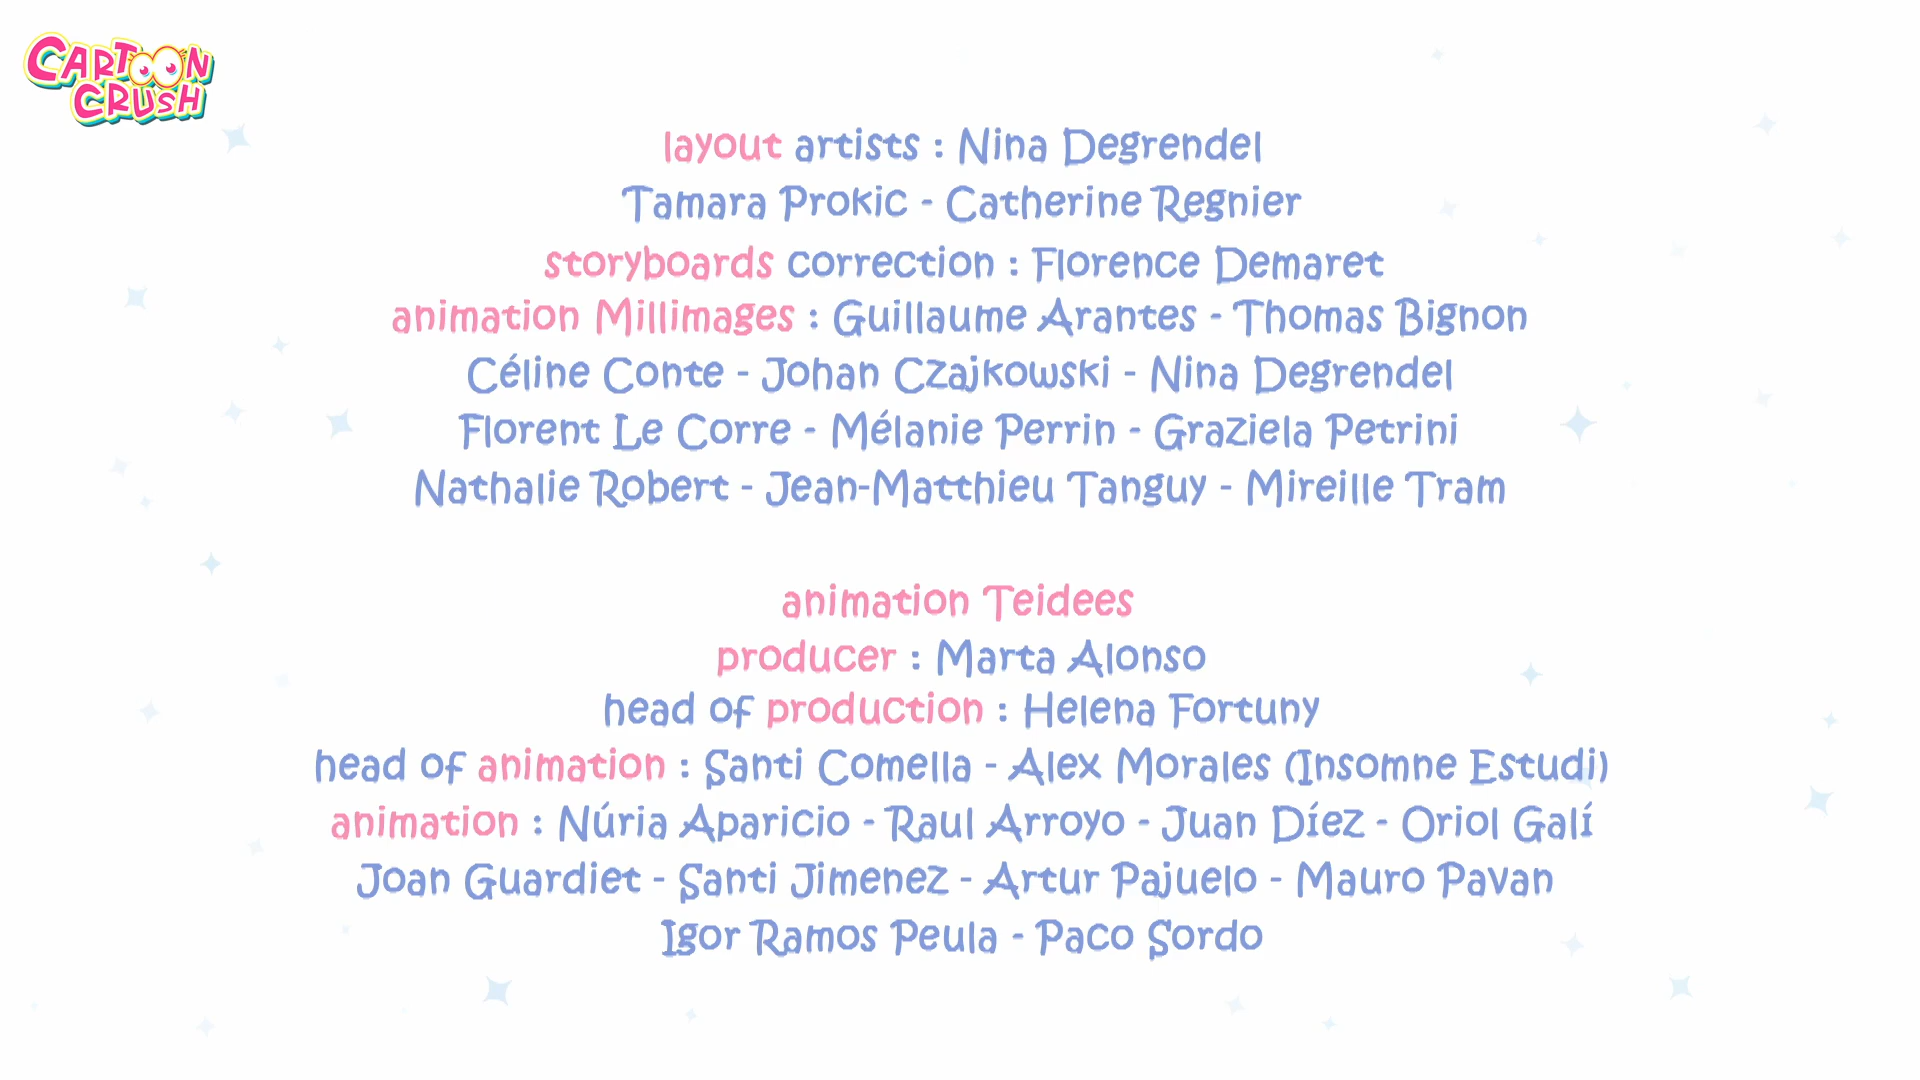 CARTOON
CRUSH
layout artists : Nina Degrendel
Tamara Prokic - Catherine Regnier
storyboards correction : Florence Demaret
animation Millimages : Guillaume Arantes - Thomas Bignon
Céline Conte - Johan Czajkowski - Nina Degrendel
Florent Le Corre - Mélanie Perrin - Graziela Petrini
Nathalie Robert - Jean-Matthieu Tanguy - Mireille Tram
animation Teidees
producer : Marta Alonso
head of production : Helena Fortuny
head of animation : Santi Comella - Alex Morales (Insomne Estudi)
animation : Núria Aparicio - Raul Arroyo - Juan Díez - Oriol Galí
Joan Guardiet - Santi Jimenez - Artur Pajuelo - Mauro Pavan
Igor Ramos Peula - Paco Sordo